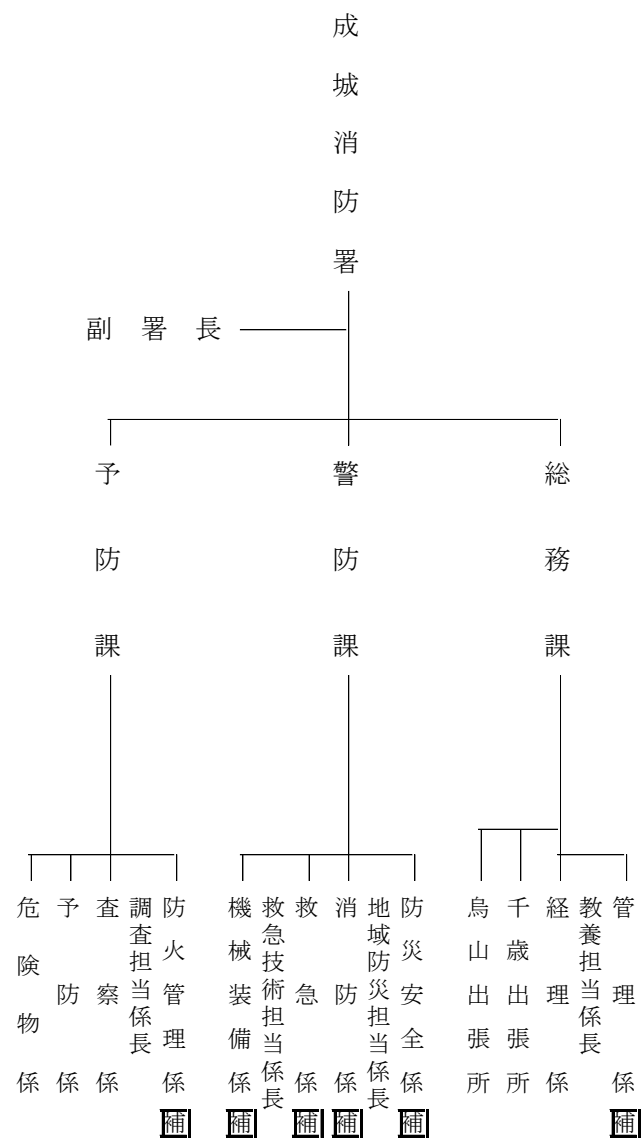 成城消防署
副署長
総務課
警防課
予防課
管理係 補
教養担当係長
経理係
千歳出張所
烏山出張所
防災安全係 補
地域防災担当係長
消防係 補
救急係 補
救急技術担当係長
機械装備係 補
防火管理係 補
調査担当係長
査察係
予防係
危険物係